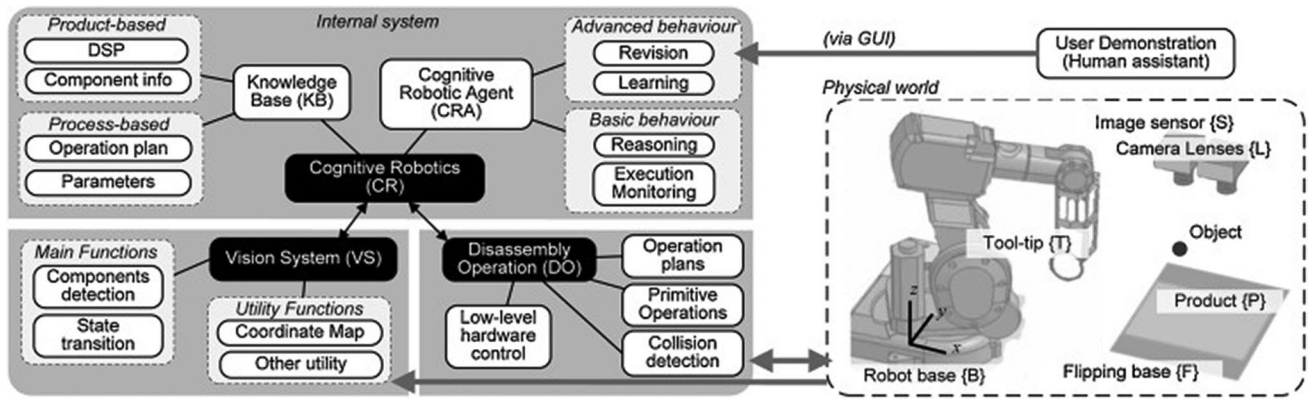 Internal system
Product-based
DSP
Component info
Process-based
Operation plan
Parameters
Knowledge
Base (KB)
Cognitive
Robotic Agent
(CRA)
Advanced behaviour
Revision
Learning
Basic behaviour
Reasoning
Execution
Monitoring
Cognitive Robotics
(CR)
Main Functions
Components
detection
State
transition
Vision System (VS)
Utility Functions
Coordinate Map
Other utility
Disassembly
Operation (DO)
Low-level
hardware
control
Operation
plans
Primitive
Operations
Collision
detection
(via GUI)
User Demonstration
(Human assistant)
Physical world
Image sensor {S}
Camera Lenses {L}
Tool-tip {T}
Object
Product {P}
z
y
x
Robot base {B}
Flipping base {F}